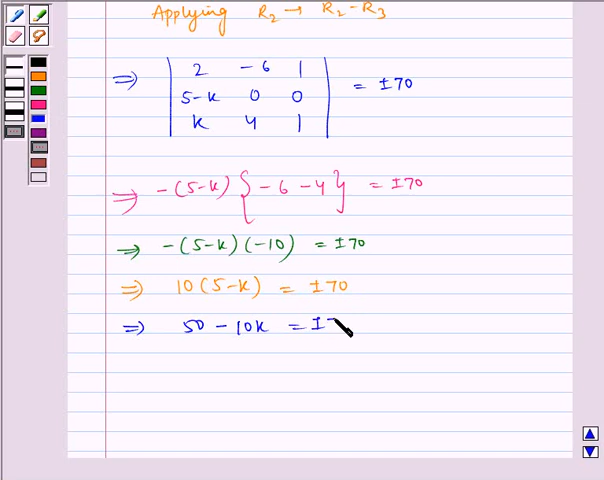 Applying R₂ → R₂-R₃
⇒ | 2 -6 1 |
| 5-k 0 0 | = ±70
| k 4 1 |
⇒ -(5-k) { -6 -4 } = ±70
⇒ -(5-k)(-10) = ±70
⇒ 10(5-k) = ±70
⇒ 50 - 10k = ±7